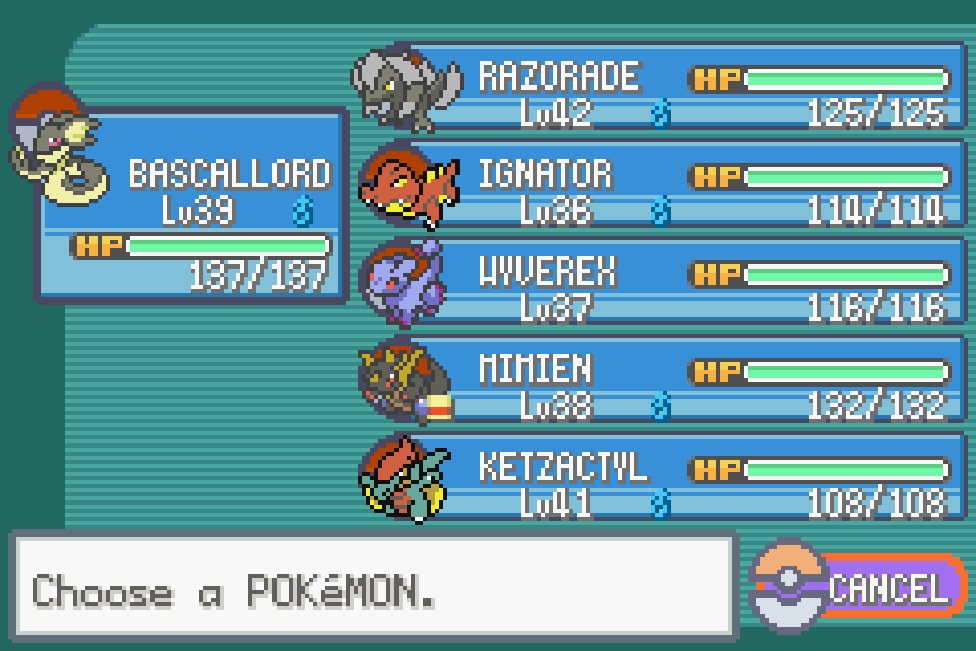 BASCALLORD
Lv39
HP
137/137
RAZORADE
HP
Lv42
125/125
IGNATOR
HP
Lv36
114/114
WYVEREX
HP
Lv37
116/116
MIMIEN
HP
Lv38
132/132
KETZACTYL
HP
Lv41
108/108
Choose a POKéMON.
CANCEL